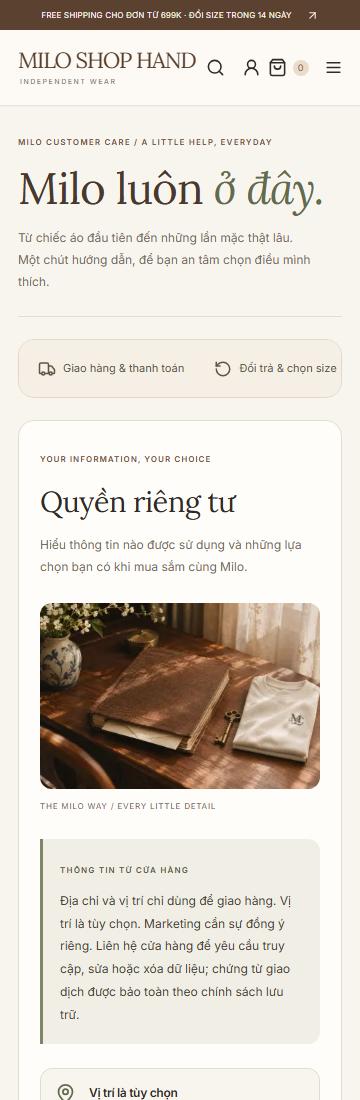 FREE SHIPPING CHO ĐƠN TỪ 699K · ĐỔI SIZE TRONG 14 NGÀY
MILO SHOP HAND
INDEPENDENT WEAR
0
MILO CUSTOMER CARE / A LITTLE HELP, EVERYDAY
Milo luôn ở đây.
Từ chiếc áo đầu tiên đến những lần mặc thật lâu.
Một chút hướng dẫn, để bạn an tâm chọn điều mình
thích.
Giao hàng & thanh toán
Đổi trả & chọn size
YOUR INFORMATION, YOUR CHOICE
Quyền riêng tư
Hiểu thông tin nào được sử dụng và những lựa
chọn bạn có khi mua sắm cùng Milo.
THE MILO WAY / EVERY LITTLE DETAIL
THÔNG TIN TỪ CỬA HÀNG
Địa chỉ và vị trí chỉ dùng để giao hàng. Vị
trí là tùy chọn. Marketing cần sự đồng ý
riêng. Liên hệ cửa hàng để yêu cầu truy
cập, sửa hoặc xóa dữ liệu; chứng từ giao
dịch được bảo toàn theo chính sách lưu
trữ.
Vị trí là tùy chọn